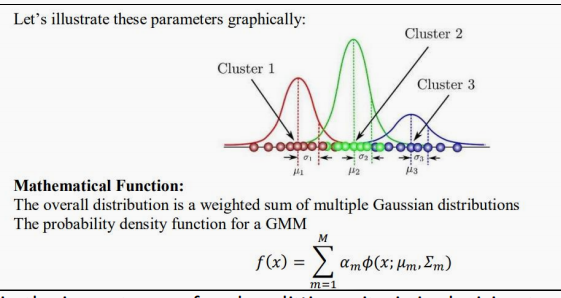 Let's illustrate these parameters graphically:
Cluster 2
Cluster 1
Cluster 3
σ₁ σ₂ σ₃
μ₁ μ₂ μ₃
Mathematical Function:
The overall distribution is a weighted sum of multiple Gaussian distributions
The probability density function for a GMM
f(x) = ∑_{m=1}^{M} α_m ϕ(x; μ_m, Σ_m)